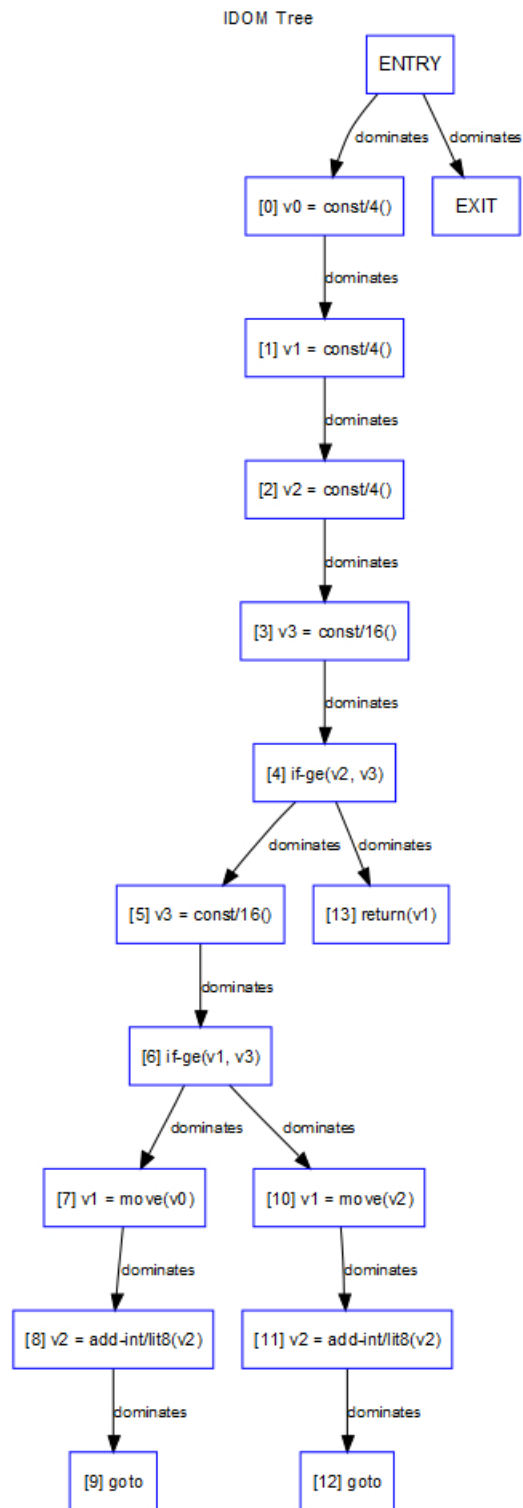 IDOM Tree
ENTRY
dominates
dominates
[0] v0 = const/4()
EXIT
dominates
[1] v1 = const/4()
dominates
[2] v2 = const/4()
dominates
[3] v3 = const/16()
dominates
[4] if-ge(v2, v3)
dominates
dominates
[5] v3 = const/16()
[13] return(v1)
dominates
[6] if-ge(v1, v3)
dominates
dominates
[7] v1 = move(v0)
[10] v1 = move(v2)
dominates
dominates
[8] v2 = add-int/lit8(v2)
[11] v2 = add-int/lit8(v2)
dominates
dominates
[9] goto
[12] goto